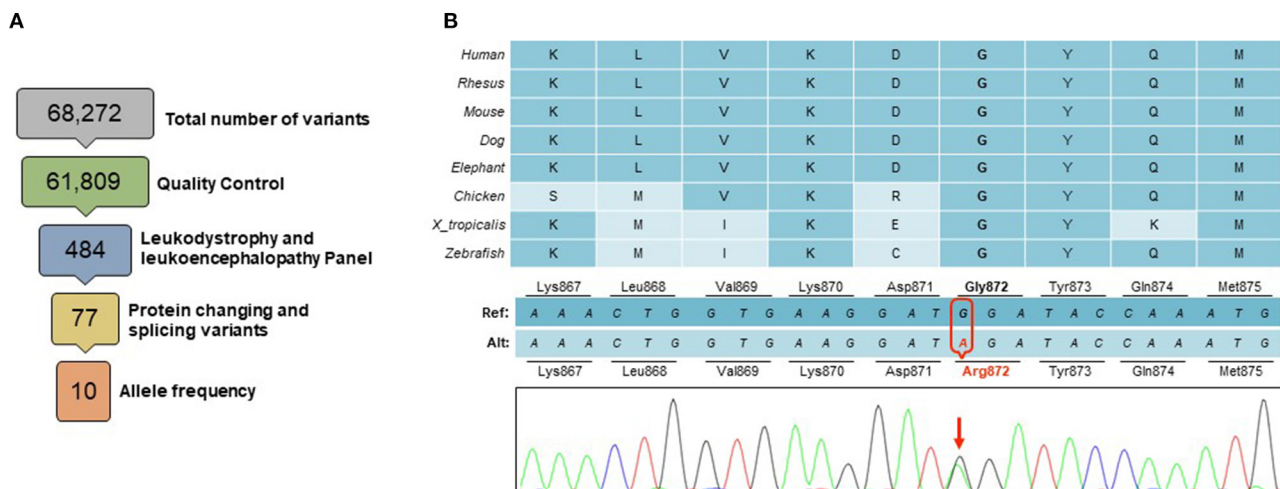 A
68,272
Total number of variants
61,809
Quality Control
484
Leukodystrophy and
leukoencephalopathy Panel
77
Protein changing and
splicing variants
10
Allele frequency
B
Human K L V K D G Y Q M
Rhesus K L V K D G Y Q M
Mouse K L V K D G Y Q M
Dog K L V K D G Y Q M
Elephant K L V K D G Y Q M
Chicken S M V K R G Y Q M
X_tropicalis K M I K E G Y K M
Zebrafish K M I K C G Y Q M
Lys867 Leu868 Val869 Lys870 Asp871 Gly872 Tyr873 Gln874 Met875
Ref: A A A C T G G T G A A G G A T G G A T A C C A A A T G
Alt: A A A C T G G T G A A G G A T A G A T A C C A A A T G
Lys867 Leu868 Val869 Lys870 Asp871 Arg872 Tyr873 Gln874 Met875